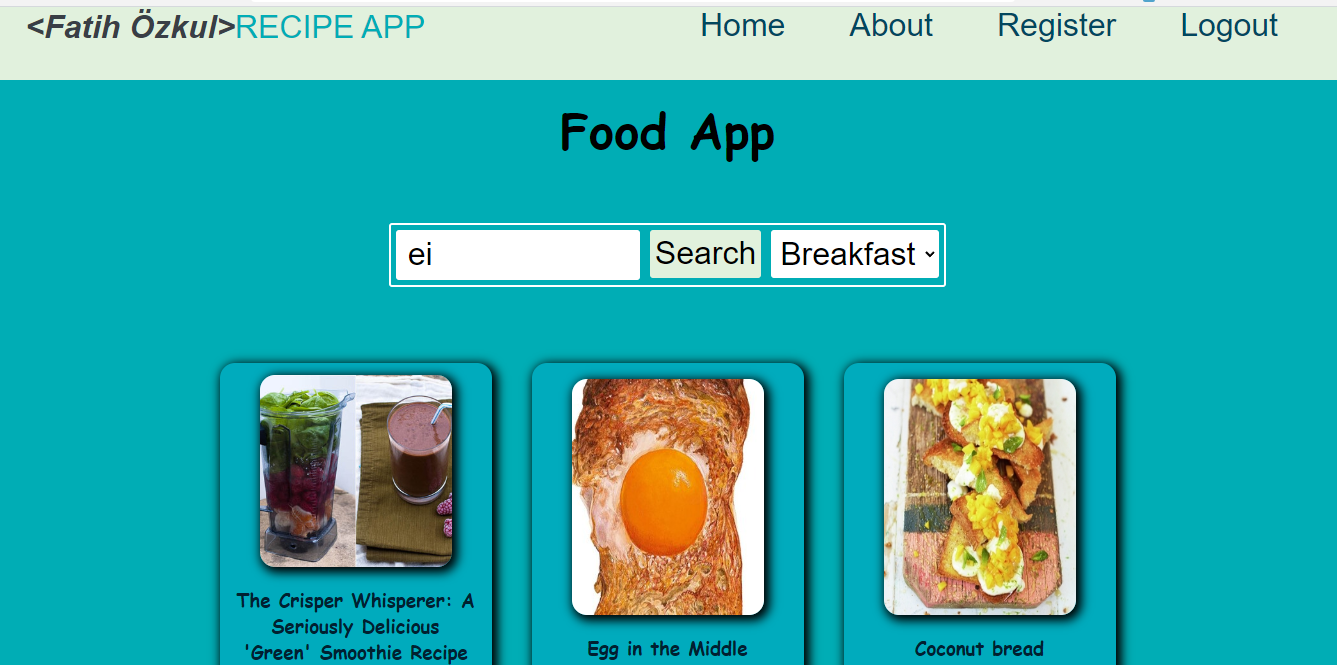 <Fatih Özkul>RECIPE APP Home About Register Logout
Food App
ei Search Breakfast
The Crisper Whisperer: A
Seriously Delicious
'Green' Smoothie Recipe
Egg in the Middle
Coconut bread